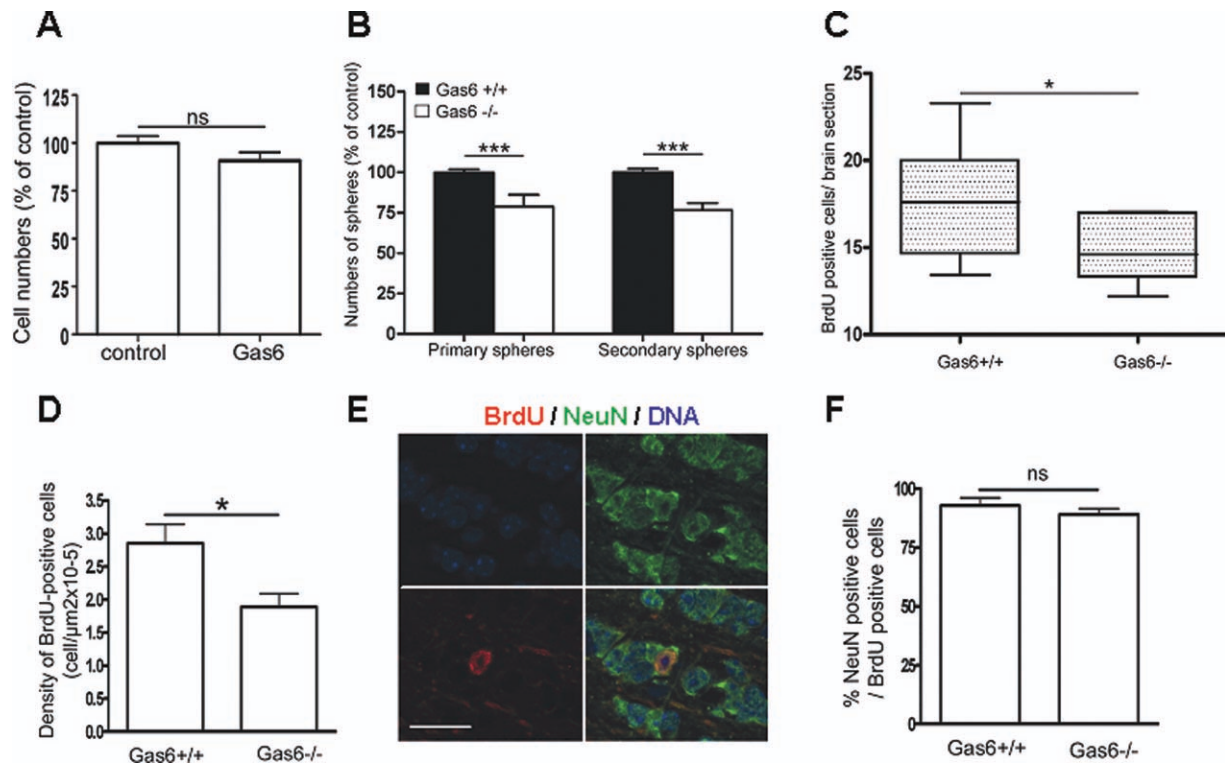 A
Cell numbers (% of control)
125
100
75
50
25
0
ns
control
Gas6
B
Numbers of spheres (% of control)
150
125
100
75
50
25
0
Gas6 +/+
Gas6 -/-
***
***
Primary spheres
Secondary spheres
C
BrdU positive cells/ brain section
25
20
15
10
*
Gas6+/+
Gas6-/-
D
Density of BrdU-positive cells
(cell/µm2x10-5)
3.5
3.0
2.5
2.0
1.5
1.0
0.5
0.0
*
Gas6+/+
Gas6-/-
E
BrdU / NeuN / DNA
F
% NeuN positive cells
/ BrdU positive cells
100
75
50
25
0
ns
Gas6+/+
Gas6-/-